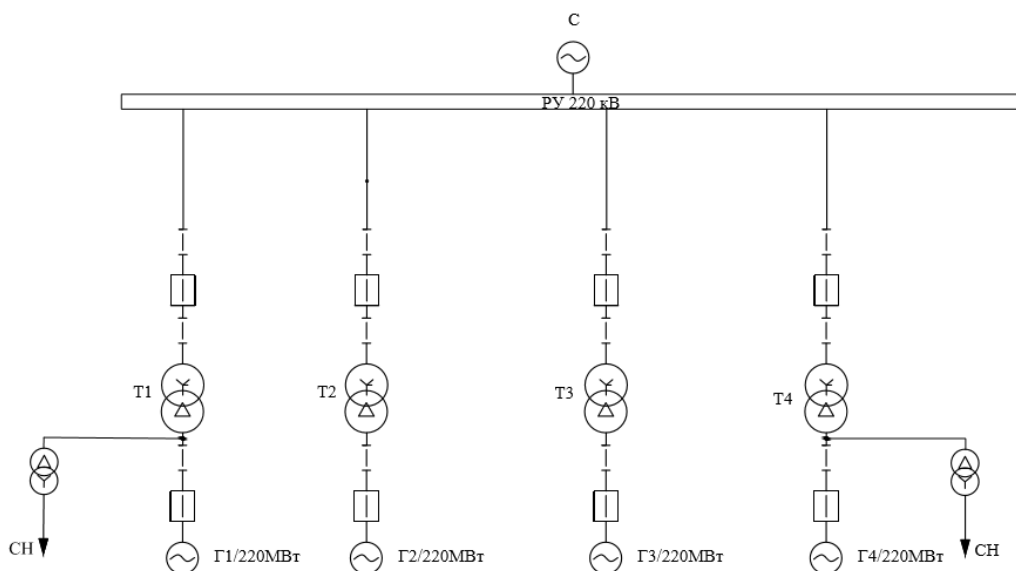 С
РУ 220 кВ
Т1
Т2
Т3
Т4
СН
Г1/220МВт
Г2/220МВт
Г3/220МВт
Г4/220МВт
СН